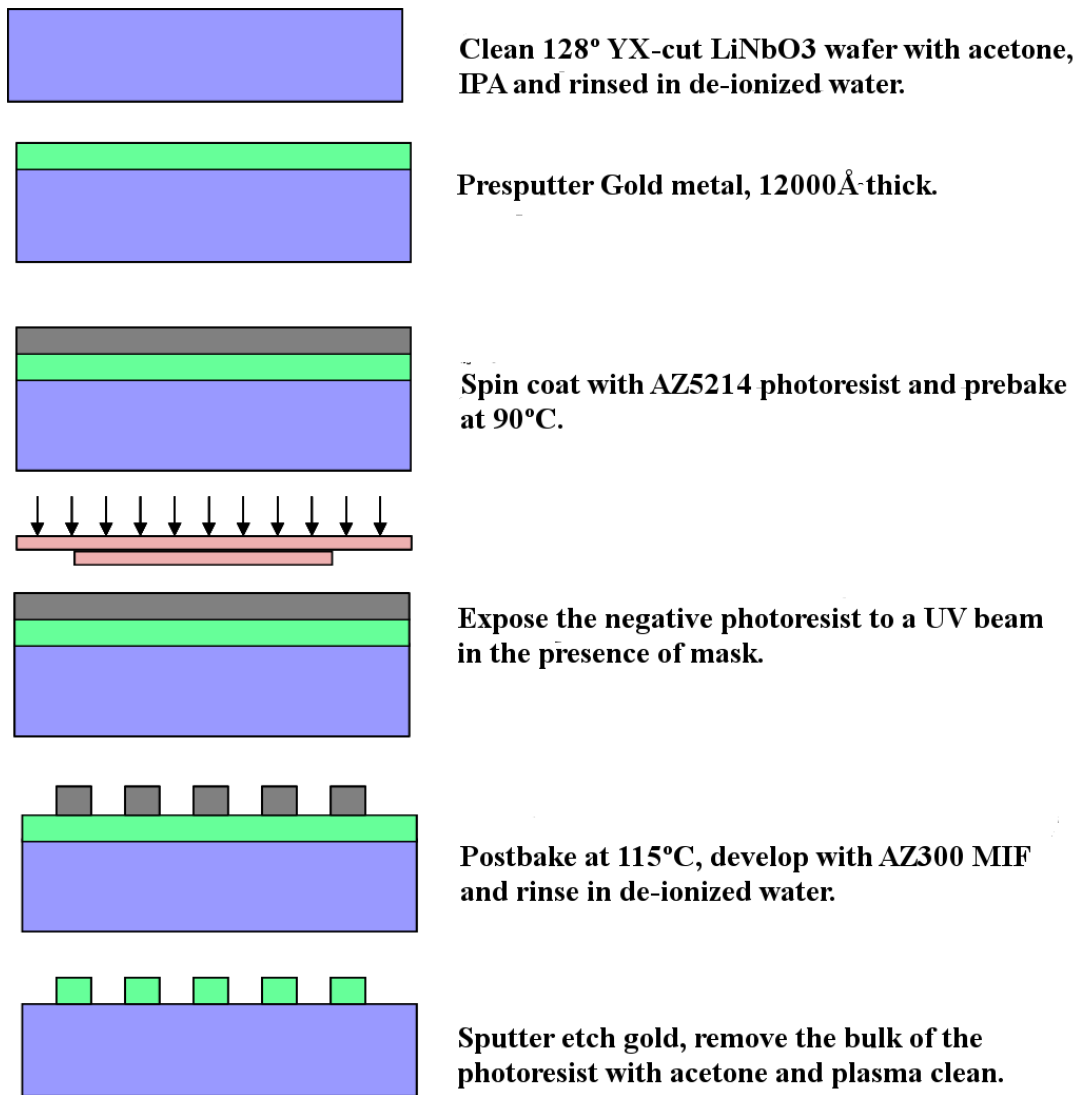 Clean 128º YX-cut LiNbO3 wafer with acetone,
IPA and rinsed in de-ionized water.
Presputter Gold metal, 12000Å thick.
Spin coat with AZ5214 photoresist and prebake
at 90ºC.
Expose the negative photoresist to a UV beam
in the presence of mask.
Postbake at 115ºC, develop with AZ300 MIF
and rinse in de-ionized water.
Sputter etch gold, remove the bulk of the
photoresist with acetone and plasma clean.